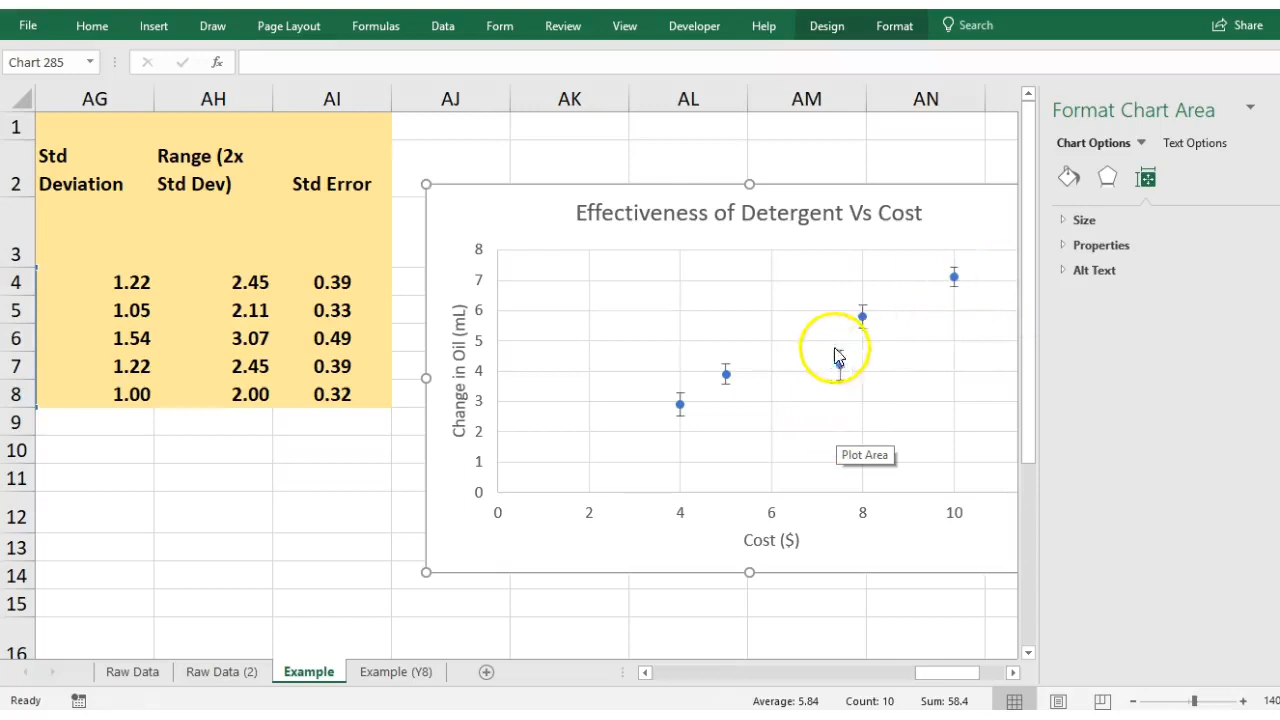 File Home Insert Draw Page Layout Formulas Data Form Review View Developer Help Design Format Search Share
Chart 285 fx
AG AH AI AJ AK AL AM AN
1
2
3
4
5
6
7
8
9
10
11
12
13
14
15
16
Std
Deviation
Range (2x
Std Dev)
Std Error
1.22 2.45 0.39
1.05 2.11 0.33
1.54 3.07 0.49
1.22 2.45 0.39
1.00 2.00 0.32
Effectiveness of Detergent Vs Cost
Change in Oil (mL)
8
7
6
5
4
3
2
1
0
0 2 4 6 8 10
Cost ($)
Plot Area
Format Chart Area
Chart Options Text Options
Size
Properties
Alt Text
Raw Data Raw Data (2) Example Example (Y8)
Ready Average: 5.84 Count: 10 Sum: 58.4 140